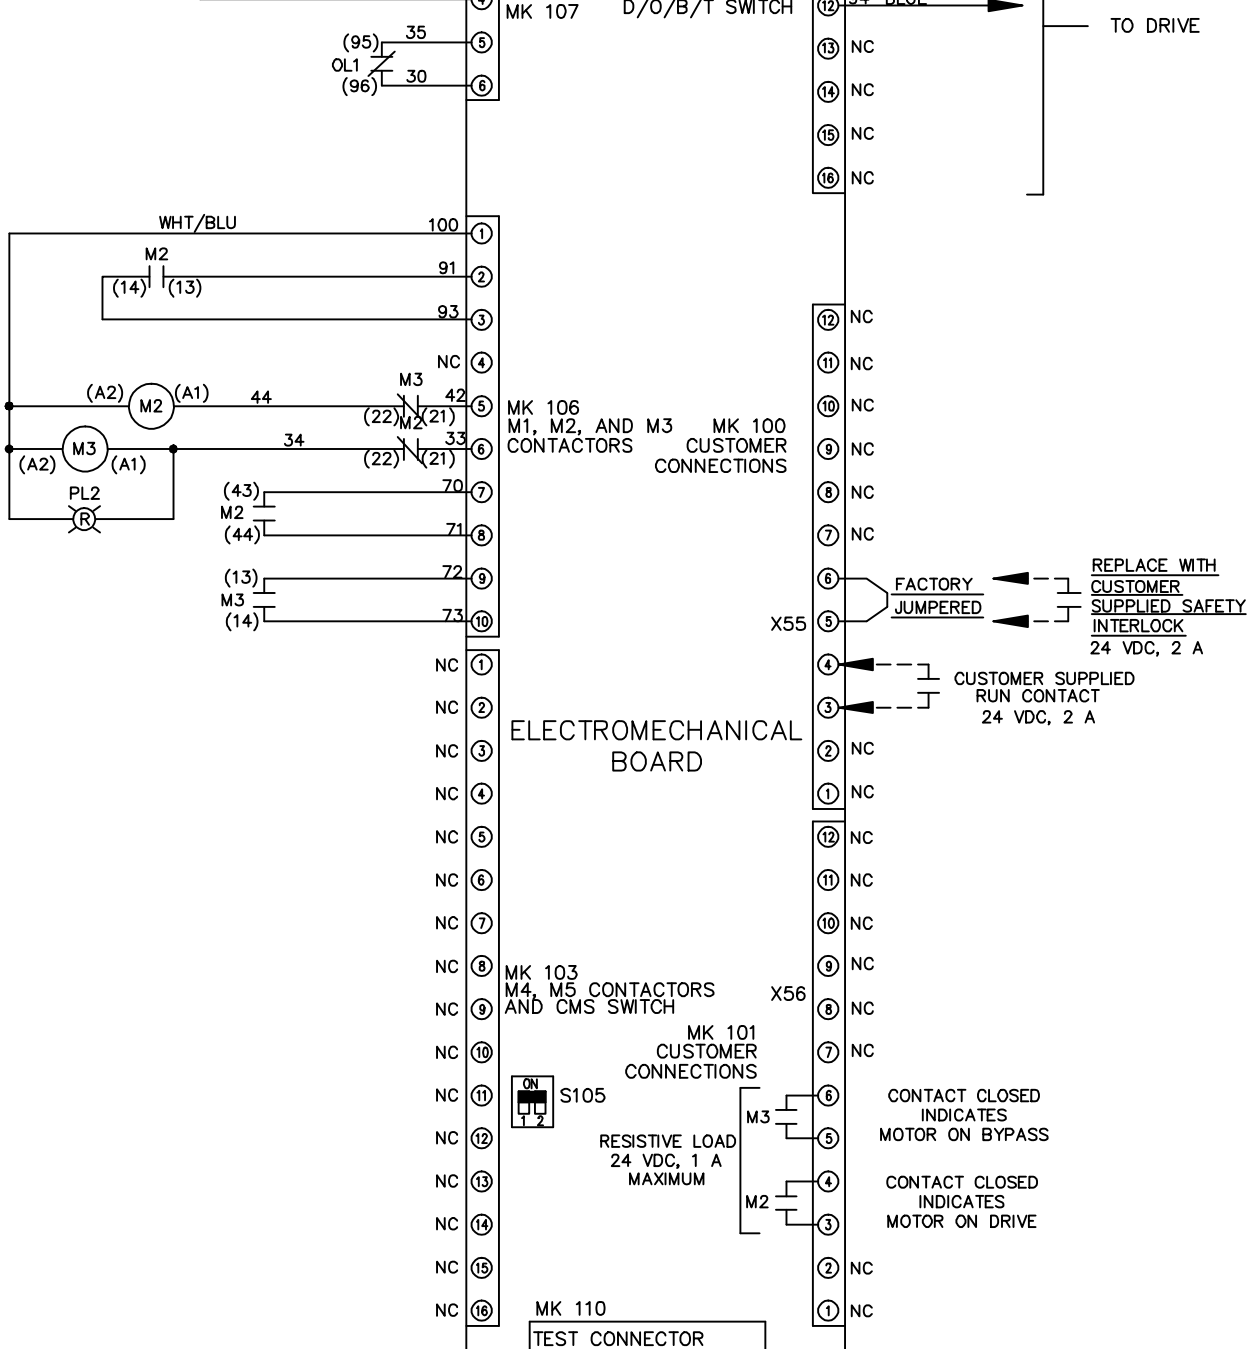 4
MK 107
D/O/B/T SWITCH
12
TO DRIVE
(95) 35 5
OL1
(96) 30 6
13 NC
14 NC
15 NC
16 NC
WHT/BLU 100 1
M2
91 2
(14) (13)
93 3
NC 4
M3
(A2) M2 (A1) 44 (22) (21) 42 5
M2
(A2) M3 (A1) 34 (22) (21) 33 6
PL2
R
MK 106
M1, M2, AND M3
CONTACTORS
(43) 70 7
M2
(44) 71 8
(13) 72 9
M3
(14) 73 10
MK 100
CUSTOMER
CONNECTIONS
12 NC
11 NC
10 NC
9 NC
8 NC
7 NC
6
X55 5
FACTORY
JUMPERED
REPLACE WITH
CUSTOMER
SUPPLIED SAFETY
INTERLOCK
24 VDC, 2 A
4
3
CUSTOMER SUPPLIED
RUN CONTACT
24 VDC, 2 A
2 NC
1 NC
ELECTROMECHANICAL
BOARD
NC 1
NC 2
NC 3
NC 4
NC 5
NC 6
NC 7
NC 8
NC 9
NC 10
NC 11
NC 12
NC 13
NC 14
NC 15
NC 16
MK 103
M4, M5 CONTACTORS
AND CMS SWITCH
ON
1 2
S105
12 NC
11 NC
10 NC
9 NC
X56
8 NC
7 NC
MK 101
CUSTOMER
CONNECTIONS
RESISTIVE LOAD
24 VDC, 1 A
MAXIMUM
6
M3
5
CONTACT CLOSED
INDICATES
MOTOR ON BYPASS
4
M2
3
CONTACT CLOSED
INDICATES
MOTOR ON DRIVE
2 NC
1 NC
MK 110
TEST CONNECTOR